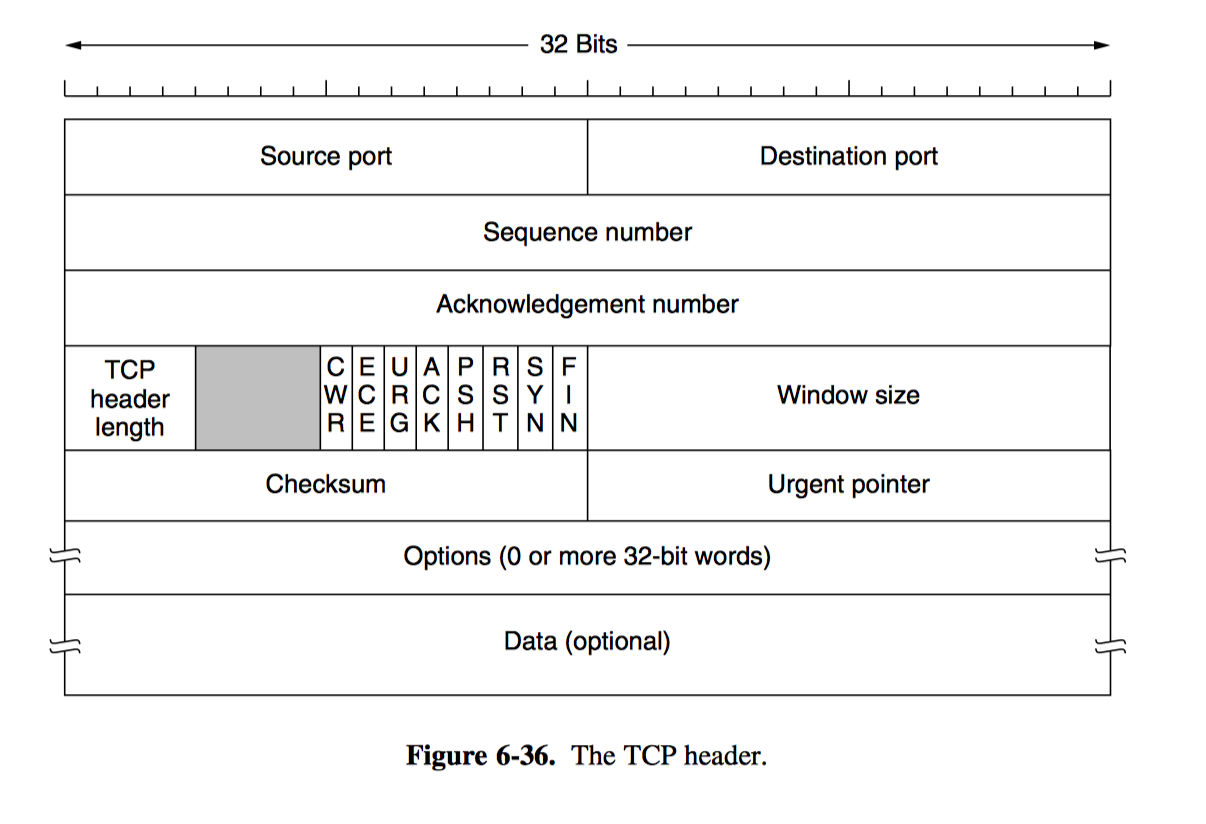 32 Bits
Source port
Destination port
Sequence number
Acknowledgement number
TCP
header
length
CWR
ECE
URG
ACK
PSH
RST
SYN
FIN
Window size
Checksum
Urgent pointer
Options (0 or more 32-bit words)
Data (optional)
Figure 6-36. The TCP header.